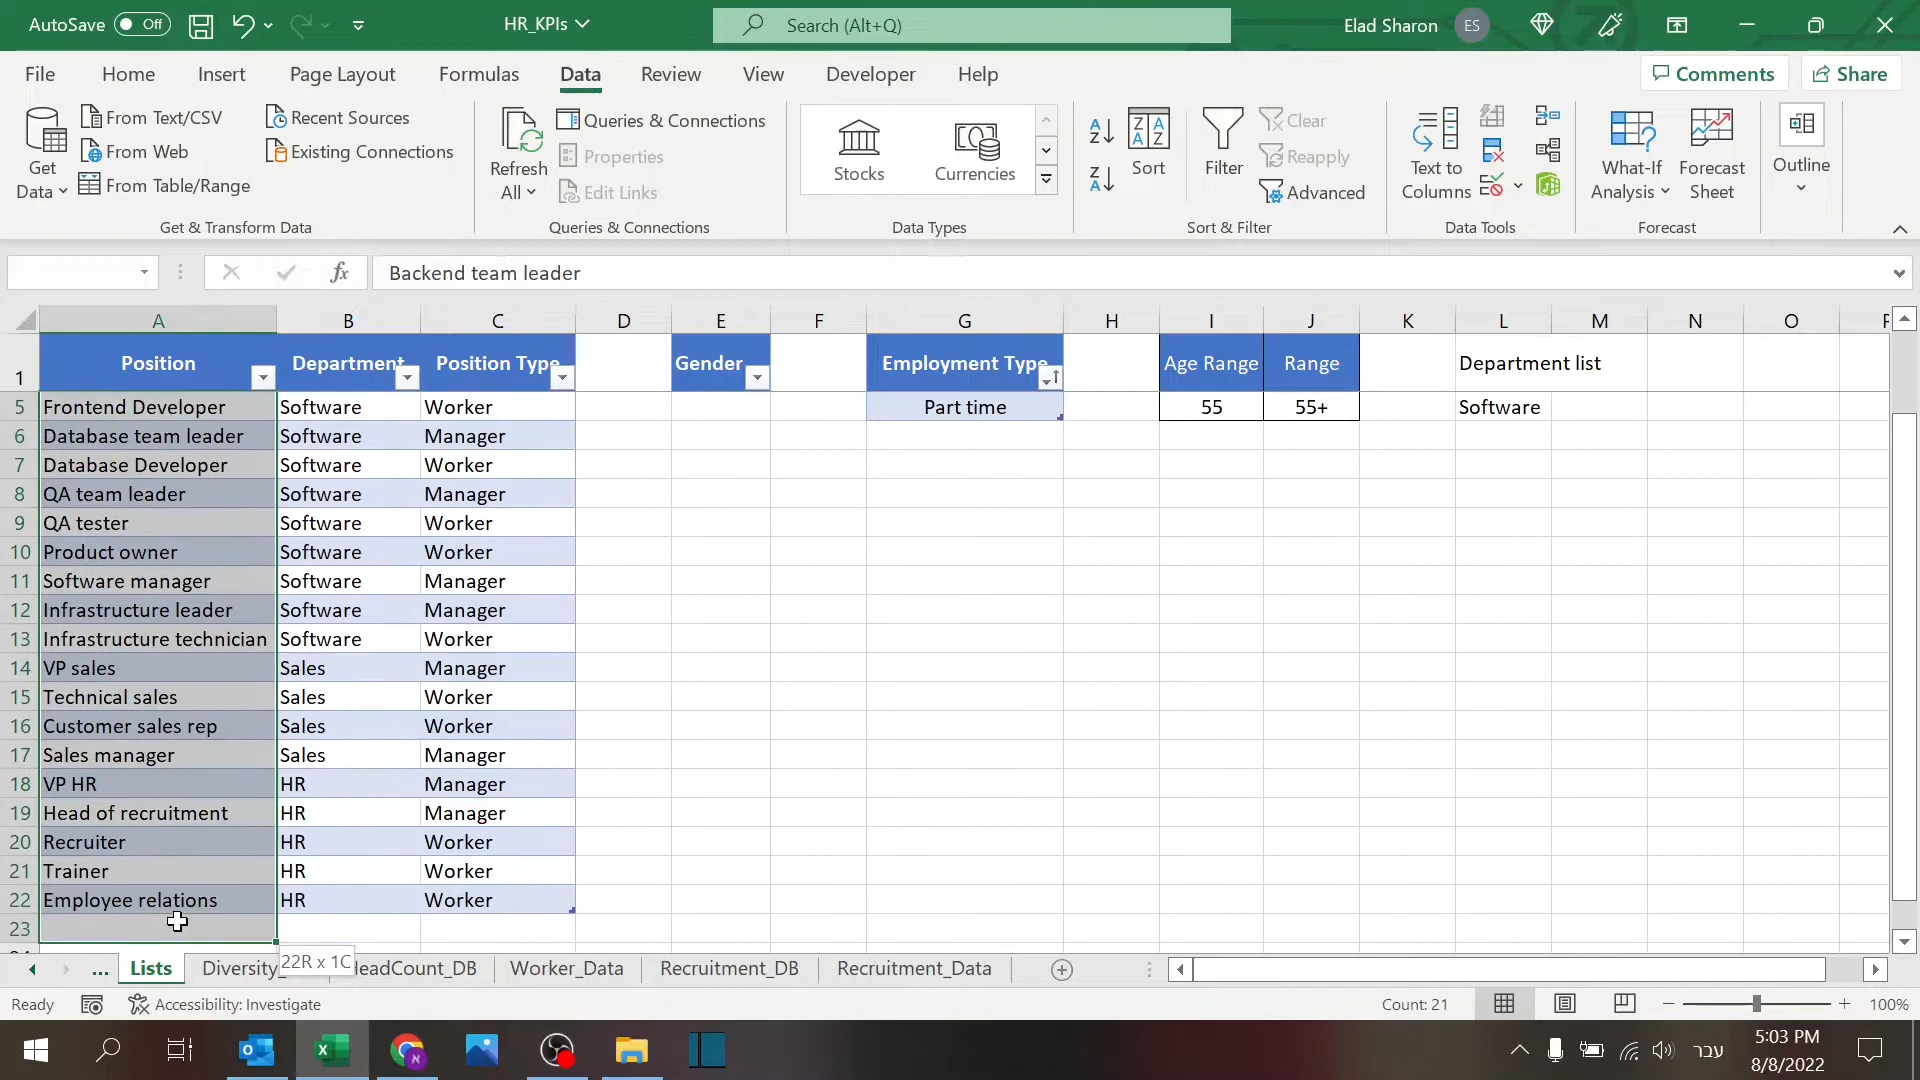 AutoSave Off HR_KPIs Search (Alt+Q) Elad Sharon ES
File Home Insert Page Layout Formulas Data Review View Developer Help Comments Share
Get Data From Text/CSV From Web From Table/Range Recent Sources Existing Connections
Get & Transform Data
Refresh All Queries & Connections Properties Edit Links
Queries & Connections
Stocks Currencies
Data Types
Sort Filter Clear Reapply Advanced
Sort & Filter
Text to Columns
Data Tools
What-If Analysis Forecast Sheet
Forecast
Outline
fx Backend team leader
A B C D E F G H I J K L M N O
1 Position Department Position Type Gender Employment Type Age Range Range Department list
5 Frontend Developer Software Worker Part time 55 55+ Software
6 Database team leader Software Manager
7 Database Developer Software Worker
8 QA team leader Software Manager
9 QA tester Software Worker
10 Product owner Software Worker
11 Software manager Software Manager
12 Infrastructure leader Software Manager
13 Infrastructure technician Software Worker
14 VP sales Sales Manager
15 Technical sales Sales Worker
16 Customer sales rep Sales Worker
17 Sales manager Sales Manager
18 VP HR HR Manager
19 Head of recruitment HR Manager
20 Recruiter HR Worker
21 Trainer HR Worker
22 Employee relations HR Worker
23
22R x 1C
... Lists Diversity_ HeadCount_DB Worker_Data Recruitment_DB Recruitment_Data
Ready Accessibility: Investigate Count: 21 100%
עבר 5:03 PM
8/8/2022